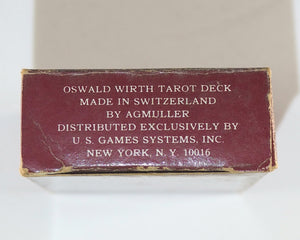 OSWALD WIRTH TAROT DECK
MADE IN SWITZERLAND
BY AGMULLER
DISTRIBUTED EXCLUSIVELY BY
U. S. GAMES SYSTEMS, INC.
NEW YORK, N. Y. 10016